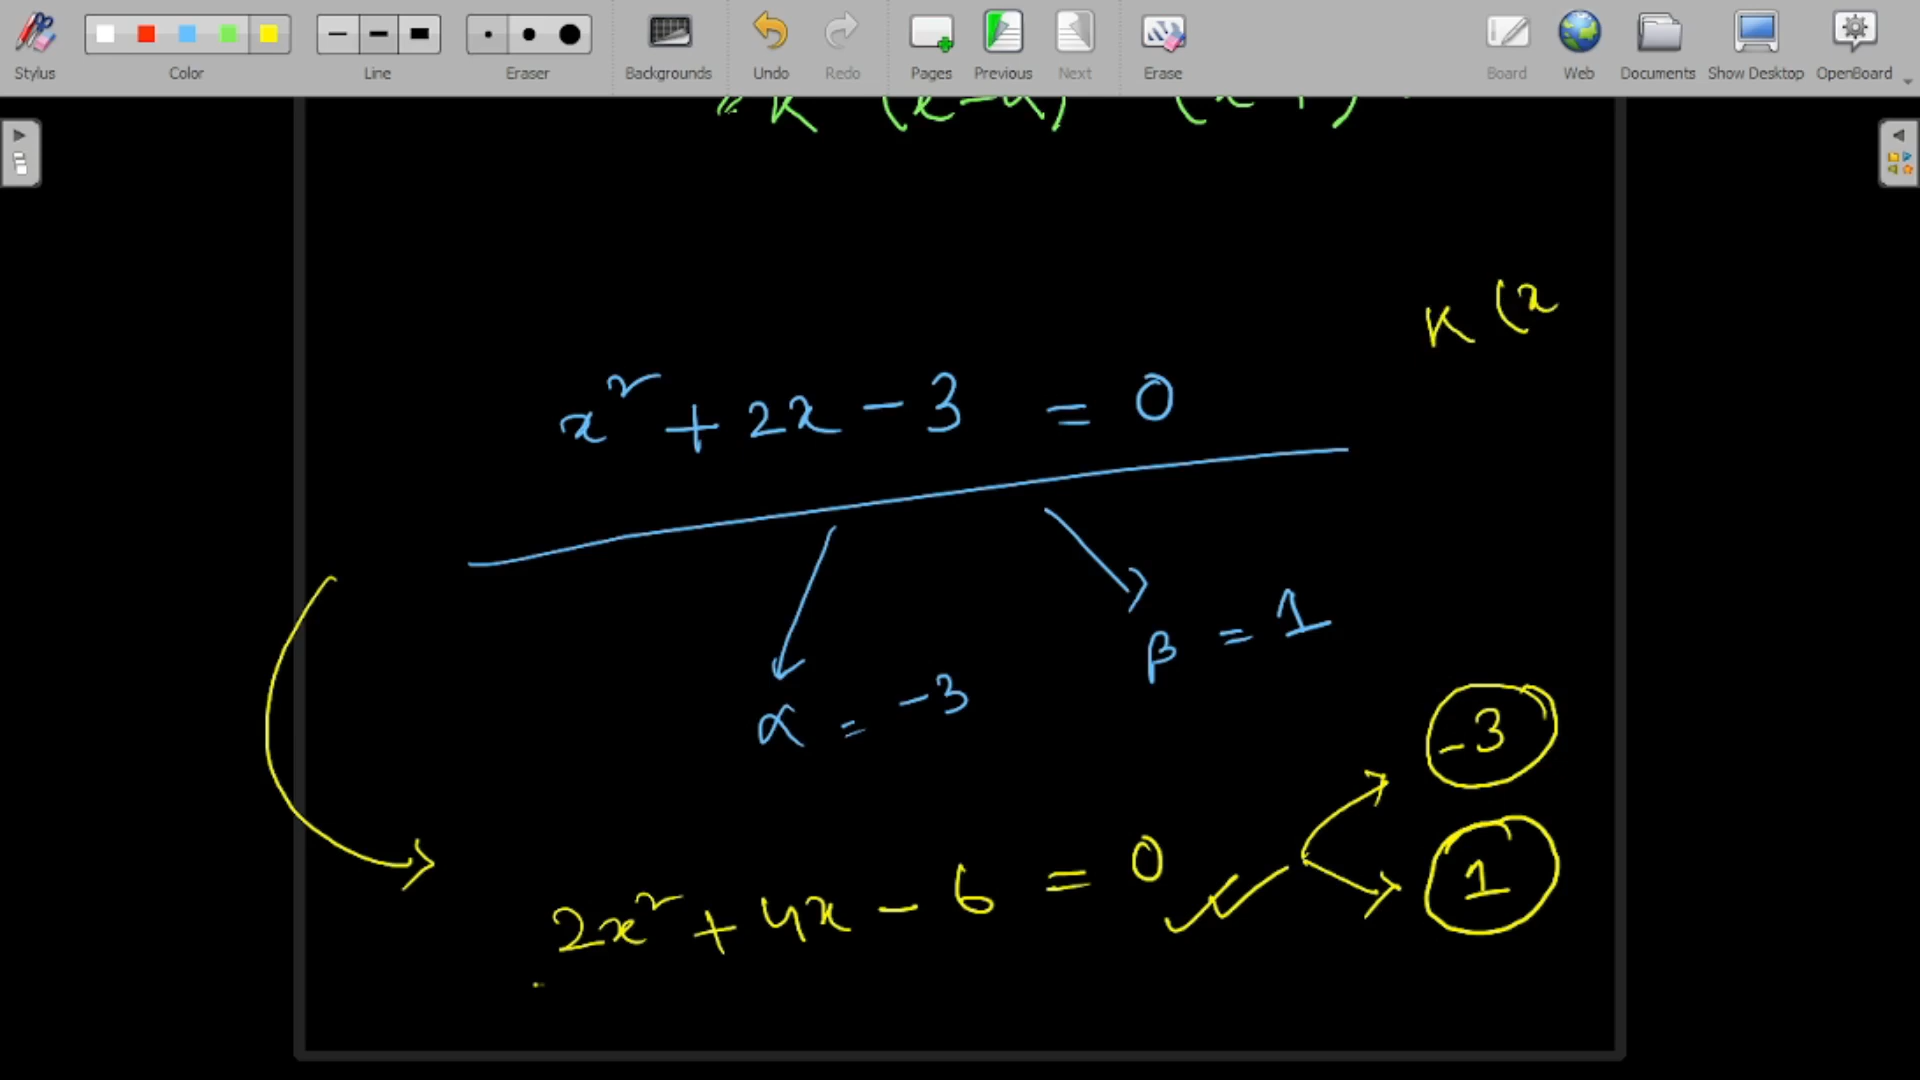 Stylus Color Line Eraser Backgrounds Undo Redo Pages Previous Next Erase Board Web Documents Show Desktop OpenBoard
K (x-α) (x
K (x
x² + 2x - 3 = 0
β = 1
α = -3
-3
2x² + 4x - 6 = 0
1